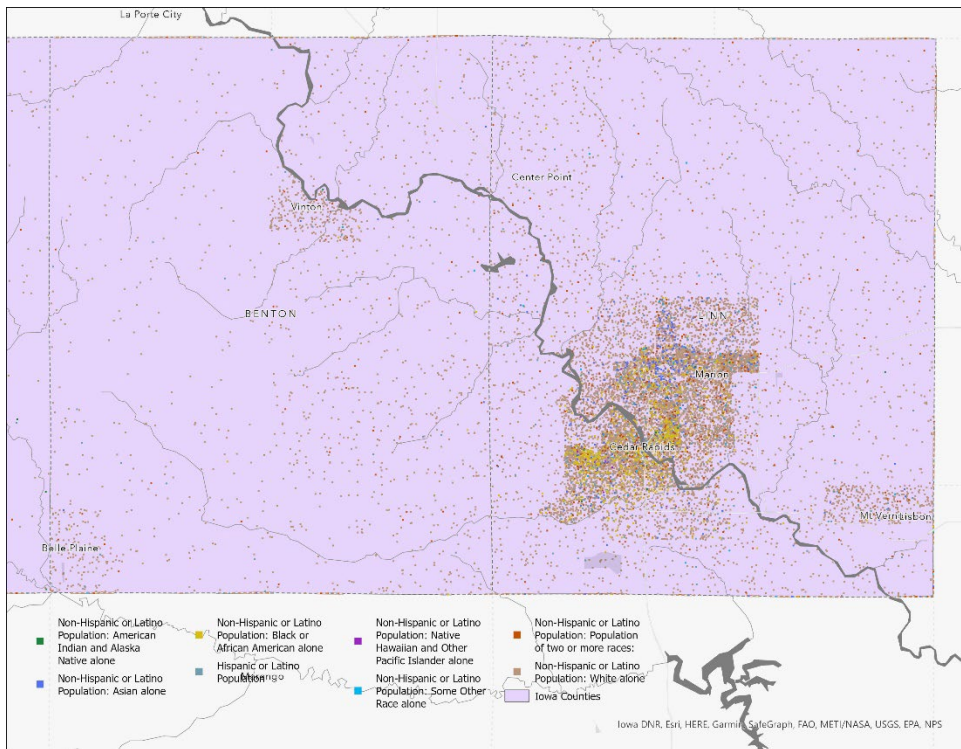 La Porte City
Center Point
Vinton
BENTON
LINN
Marion
Cedar Rapids
Lisbon
Belle Plaine
Non-Hispanic or Latino
Population: American
Indian and Alaska
Native alone
Non-Hispanic or Latino
Population: Asian alone
Non-Hispanic or Latino
Population: Black or
African American alone
Hispanic or Latino
Population
Marengo
Non-Hispanic or Latino
Population: Native
Hawaiian and Other
Pacific Islander alone
Non-Hispanic or Latino
Population: Some Other
Race alone
Non-Hispanic or Latino
Population: Population
of two or more races:
Non-Hispanic or Latino
Population: White alone
Iowa Counties
Iowa DNR, Esri, HERE, Garmin, SafeGraph, FAO, METI/NASA, USGS, EPA, NPS